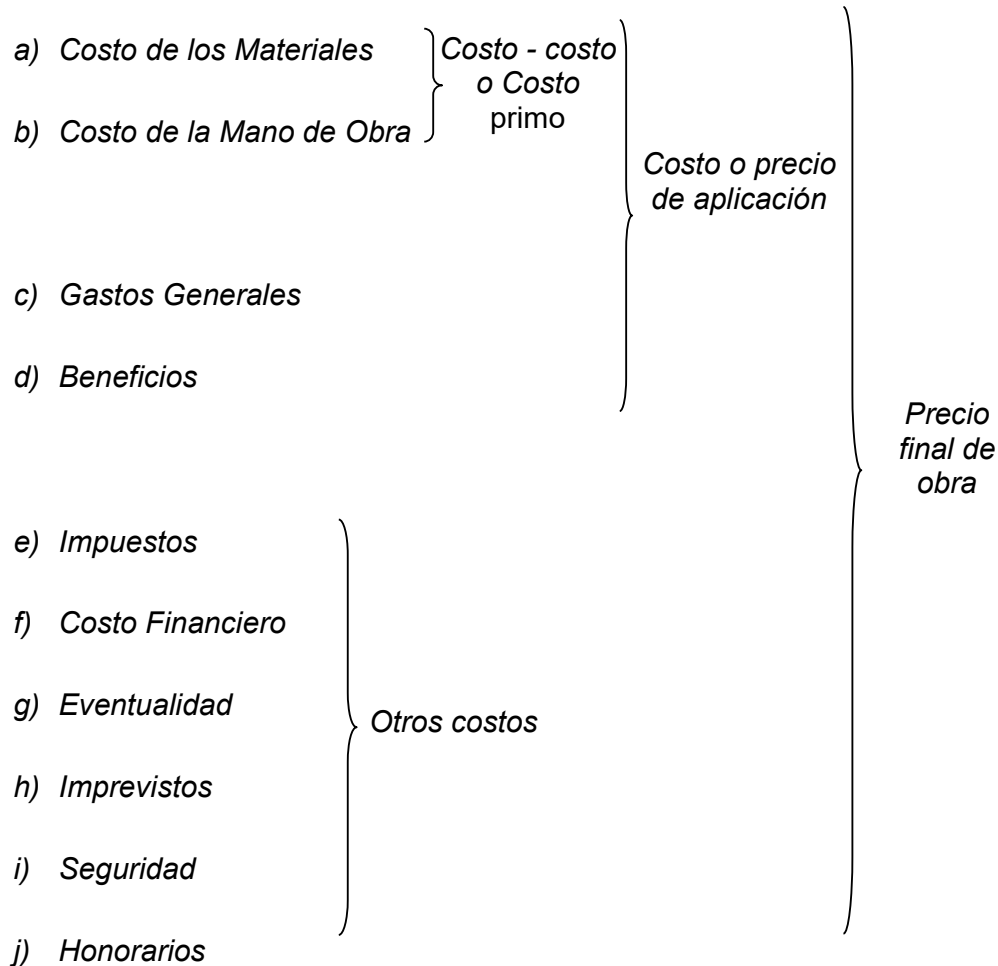 a) Costo de los Materiales
b) Costo de la Mano de Obra
Costo - costo
o Costo
primo
c) Gastos Generales
d) Beneficios
Costo o precio
de aplicación
e) Impuestos
f) Costo Financiero
g) Eventualidad
h) Imprevistos
i) Seguridad
j) Honorarios
Otros costos
Precio
final de
obra